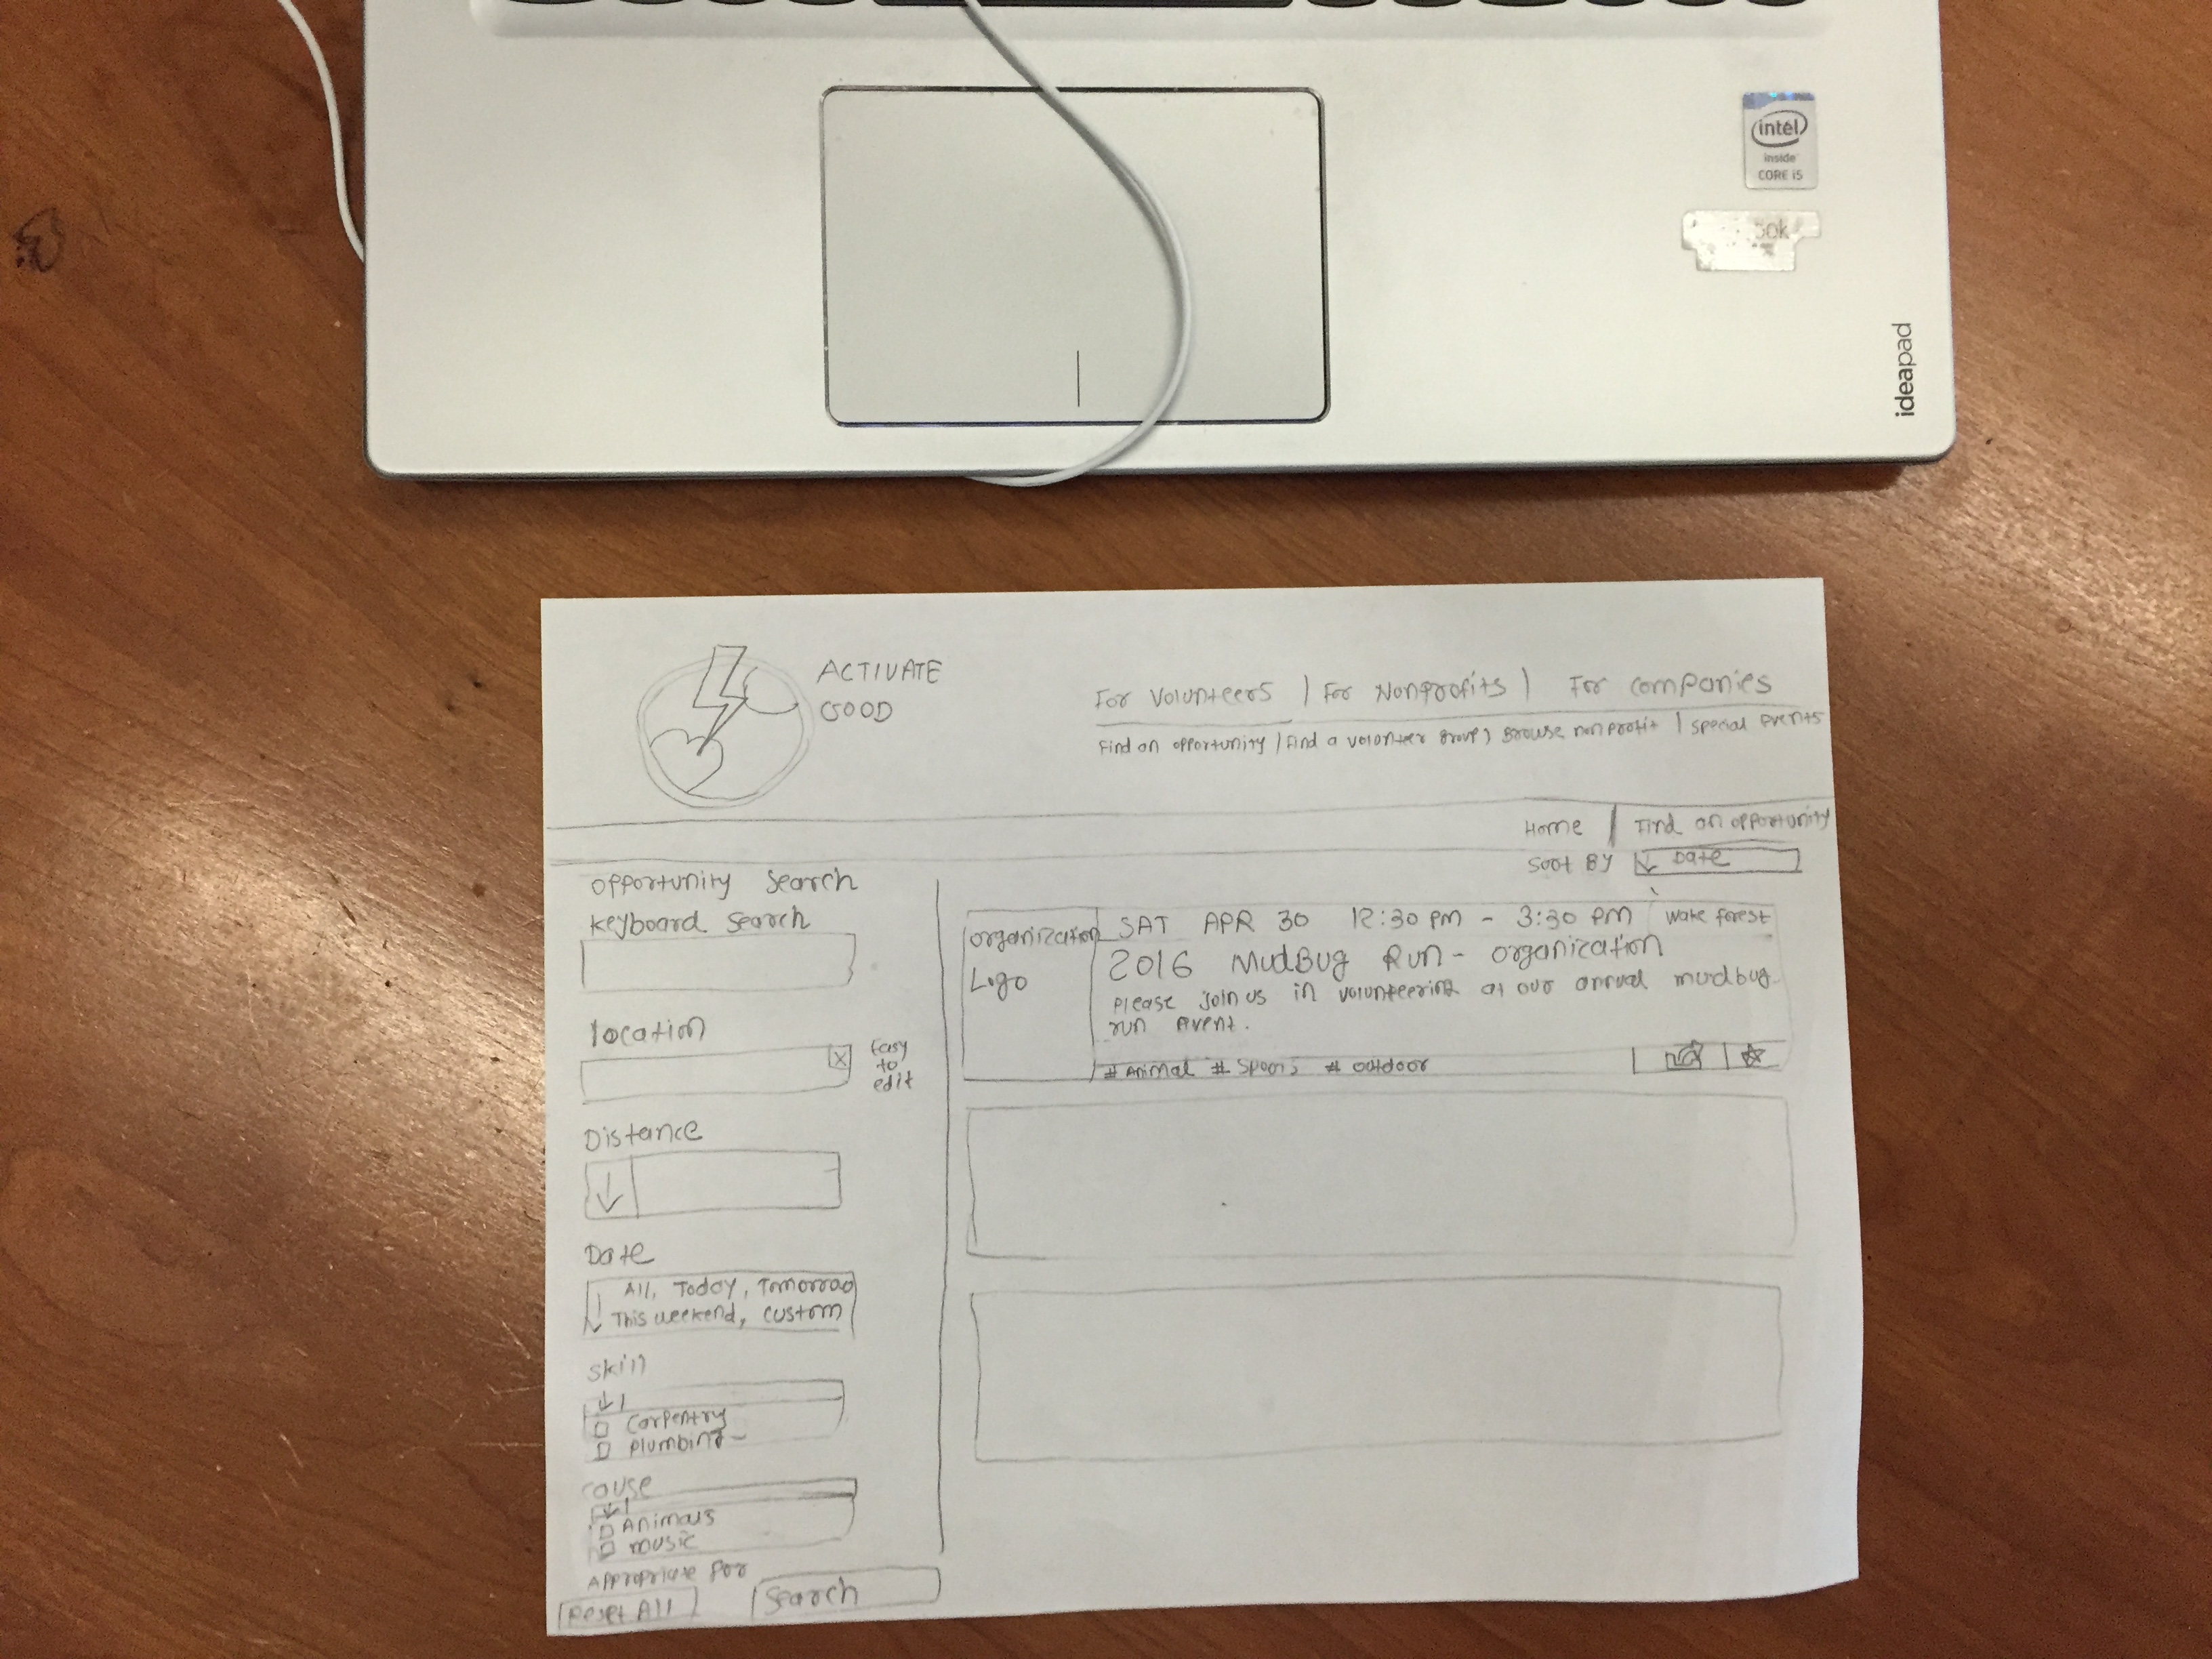 intel
inside
CORE i5
ook
ideapad
ACTIVATE
GOOD
For Volunteers | For Nonprofits | For companies
Find an opportunity | Find a volunteer group | Browse nonprofit | special events
Home | Find an opportunity
Sort By ↓ Date
opportunity Search
keyboard Search
location
X
Easy
to
edit
Distance
↓
Date
All, Today, Tomorrow
↓ This weekend, custom
skill
↓
Carpentry
plumbing
cause
↓
Animals
music
Appropriate for
Reset All
Search
organization
Logo
SAT APR 30 12:30 pm - 3:30 pm | wake forest
2016 MudBug Run - organization
please join us in volunteering at our annual mudbug
run event.
# Animal # Sports # outdoor